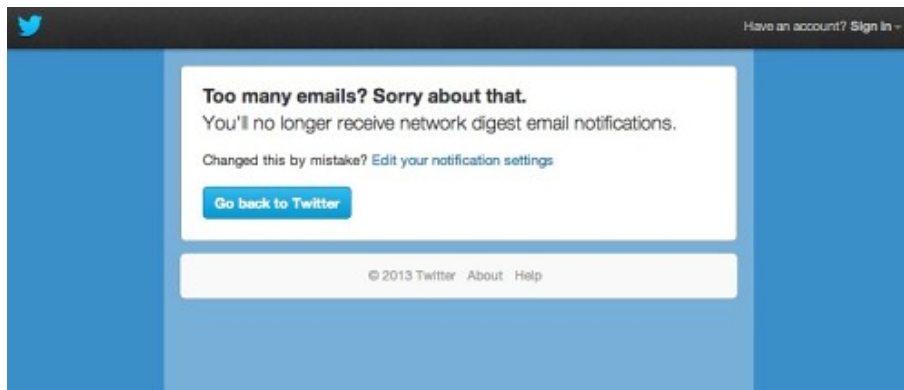 Have an account? Sign in
Too many emails? Sorry about that.
You'll no longer receive network digest email notifications.
Changed this by mistake? Edit your notification settings
Go back to Twitter
© 2013 Twitter About Help